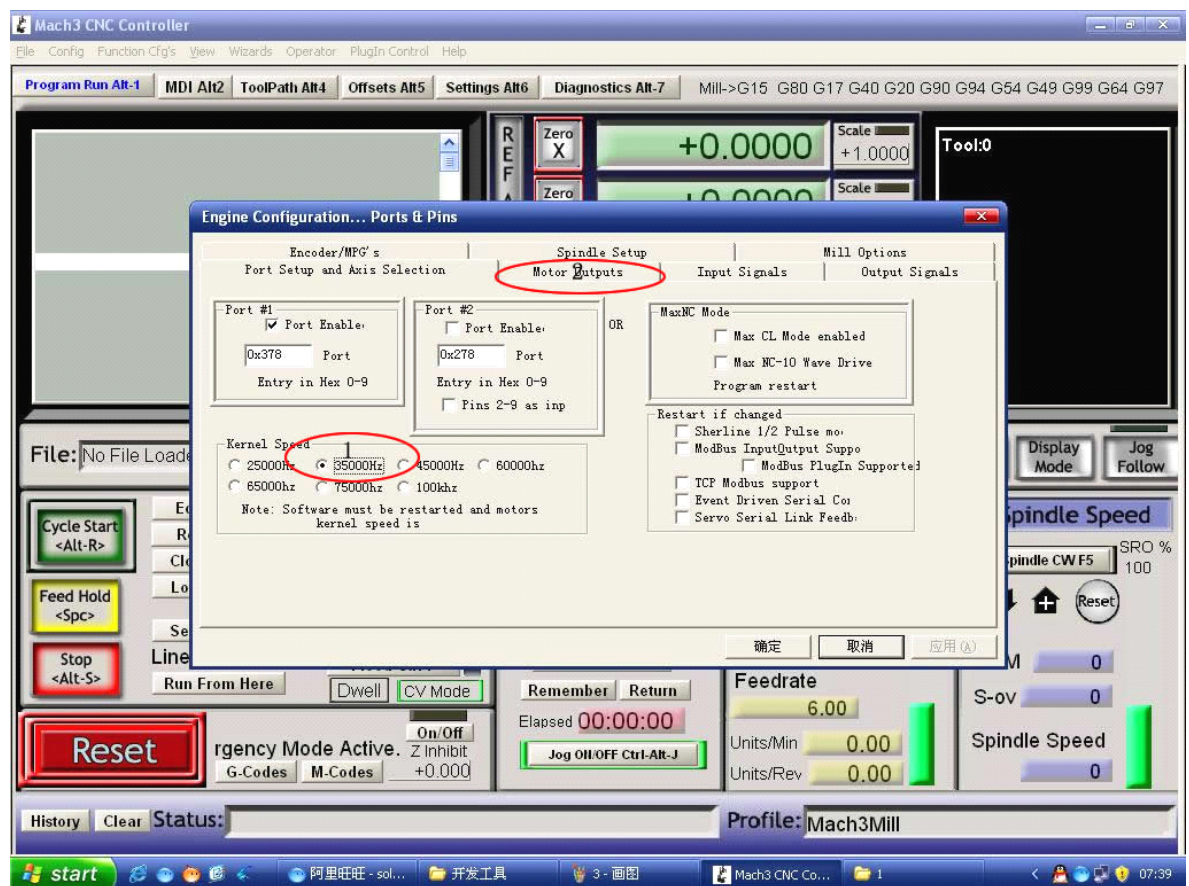 Mach3 CNC Controller
File Config Function Cfg's View Wizards Operator PlugIn Control Help
Program Run Alt-1 MDI Alt2 ToolPath Alt4 Offsets Alt5 Settings Alt6 Diagnostics Alt-7 Mill->G15 G80 G17 G40 G20 G90 G94 G54 G49 G99 G64 G97
REF
Zero X +0.0000 Scale +1.0000
Tool:0
Zero Scale
Engine Configuration... Ports & Pins
Encoder/MPG's Spindle Setup Mill Options
Port Setup and Axis Selection Motor Outputs Input Signals Output Signals
2
Port #1
Port Enable
0x378 Port
Entry in Hex 0-9
Port #2
Port Enable
0x278 Port
Entry in Hex 0-9
Pins 2-9 as inp
OR
MaxNC Mode
Max CL Mode enabled
Max NC-10 Wave Drive
Program restart
Restart if changed
Sherline 1/2 Pulse mo
ModBus InputOutput Suppo
ModBus PlugIn Supported
TCP Modbus support
Event Driven Serial Co
Servo Serial Link Feedb
Kernel Speed
1
25000Hz 35000Hz 45000Hz 60000hz
65000hz 75000hz 100khz
Note: Software must be restarted and motors
kernel speed is
确定 取消 应用(A)
File: No File Loade
Display Mode Jog Follow
Cycle Start <Alt-R>
Feed Hold <Spc>
Stop <Alt-S>
Line
Run From Here
Dwell CV Mode
Remember Return
Elapsed 00:00:00
Jog ON/OFF Ctrl-Alt-J
Feedrate
6.00
Units/Min 0.00
Units/Rev 0.00
pindle Speed
pindle CW F5
SRO % 100
Reset
M 0
S-ov 0
Spindle Speed
0
Reset
rgency Mode Active.
On/Off
Z Inhibit
+0.000
G-Codes M-Codes
History Clear Status:
Profile: Mach3Mill
start 阿里旺旺 - sol... 开发工具 3 - 画图 Mach3 CNC Co... 1 07:39